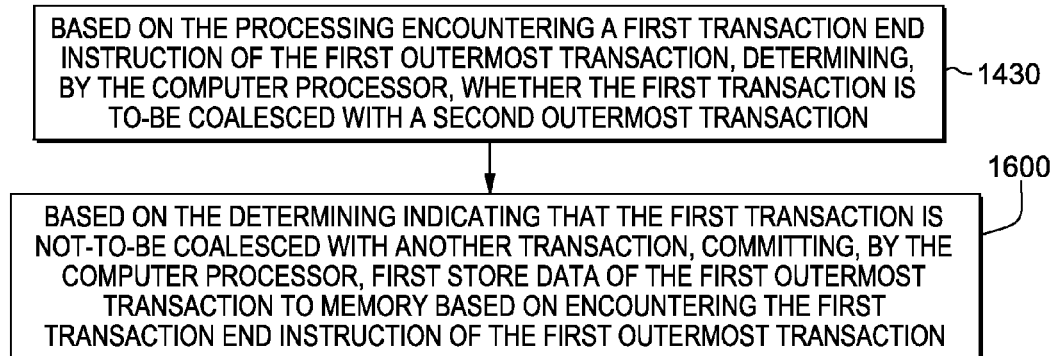 BASED ON THE PROCESSING ENCOUNTERING A FIRST TRANSACTION END
INSTRUCTION OF THE FIRST OUTERMOST TRANSACTION, DETERMINING,
BY THE COMPUTER PROCESSOR, WHETHER THE FIRST TRANSACTION IS
TO-BE COALESCED WITH A SECOND OUTERMOST TRANSACTION
1430
1600
BASED ON THE DETERMINING INDICATING THAT THE FIRST TRANSACTION IS
NOT-TO-BE COALESCED WITH ANOTHER TRANSACTION, COMMITTING, BY THE
COMPUTER PROCESSOR, FIRST STORE DATA OF THE FIRST OUTERMOST
TRANSACTION TO MEMORY BASED ON ENCOUNTERING THE FIRST
TRANSACTION END INSTRUCTION OF THE FIRST OUTERMOST TRANSACTION